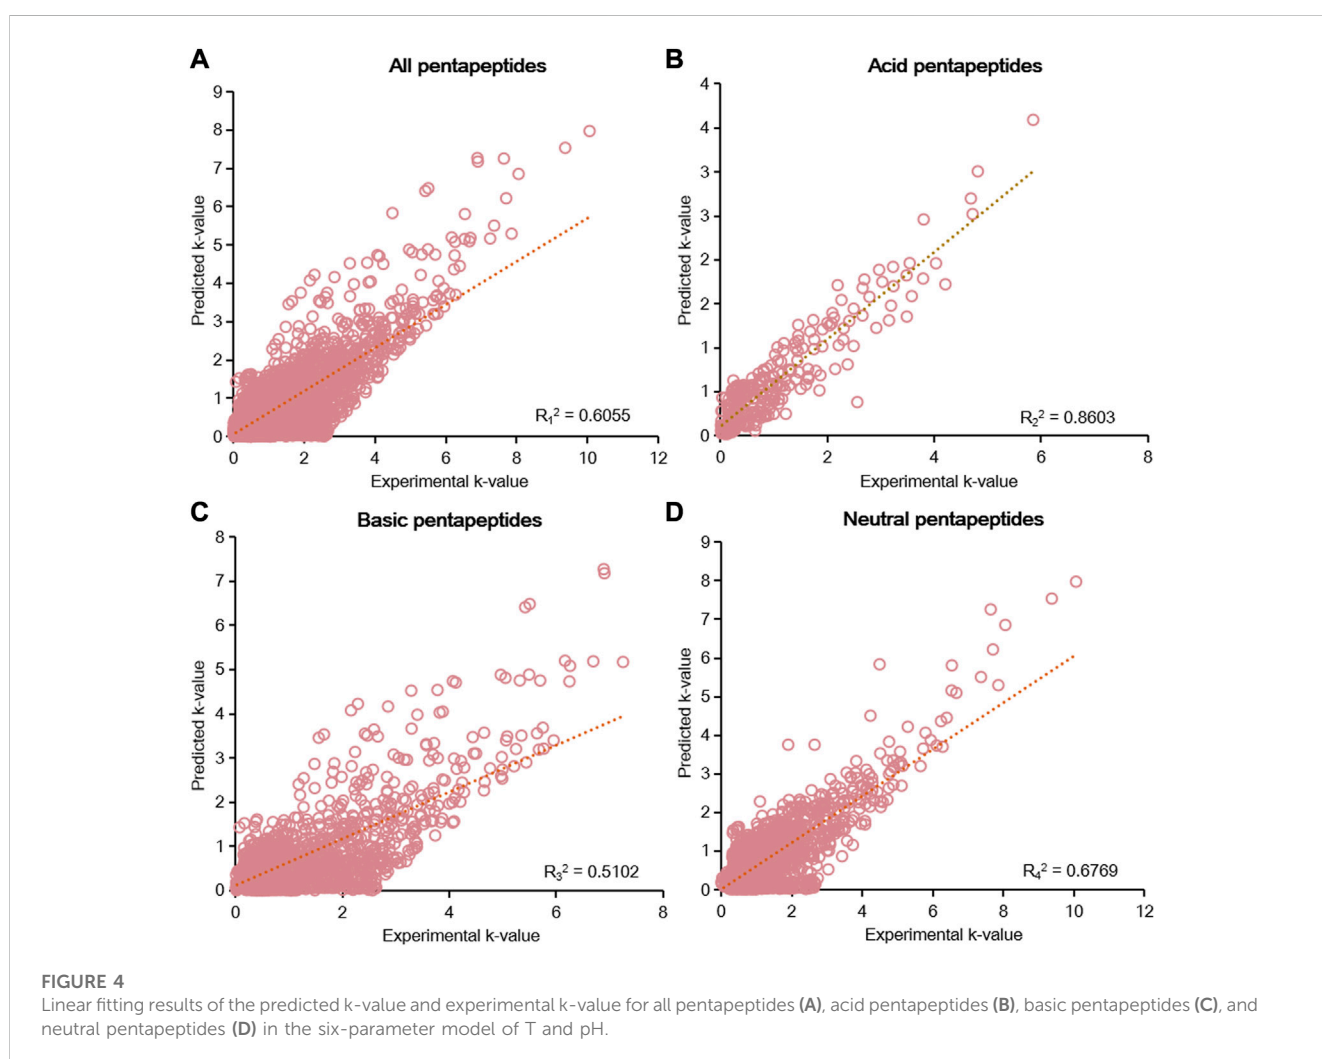 A
All pentapeptides
9
8
7
6
5
4
3
2
1
0
Predicted k-value
R₁² = 0.6055
0 2 4 6 8 10 12
Experimental k-value
B
Acid pentapeptides
4
4
3
3
2
2
1
1
0
Predicted k-value
R₂² = 0.8603
0 2 4 6 8
Experimental k-value
C
Basic pentapeptides
8
7
6
5
4
3
2
1
0
Predicted k-value
R₃² = 0.5102
0 2 4 6 8
Experimental k-value
D
Neutral pentapeptides
9
8
7
6
5
4
3
2
1
0
Predicted k-value
R₄² = 0.6769
0 2 4 6 8 10 12
Experimental k-value
FIGURE 4
Linear fitting results of the predicted k-value and experimental k-value for all pentapeptides (A), acid pentapeptides (B), basic pentapeptides (C), and
neutral pentapeptides (D) in the six-parameter model of T and pH.